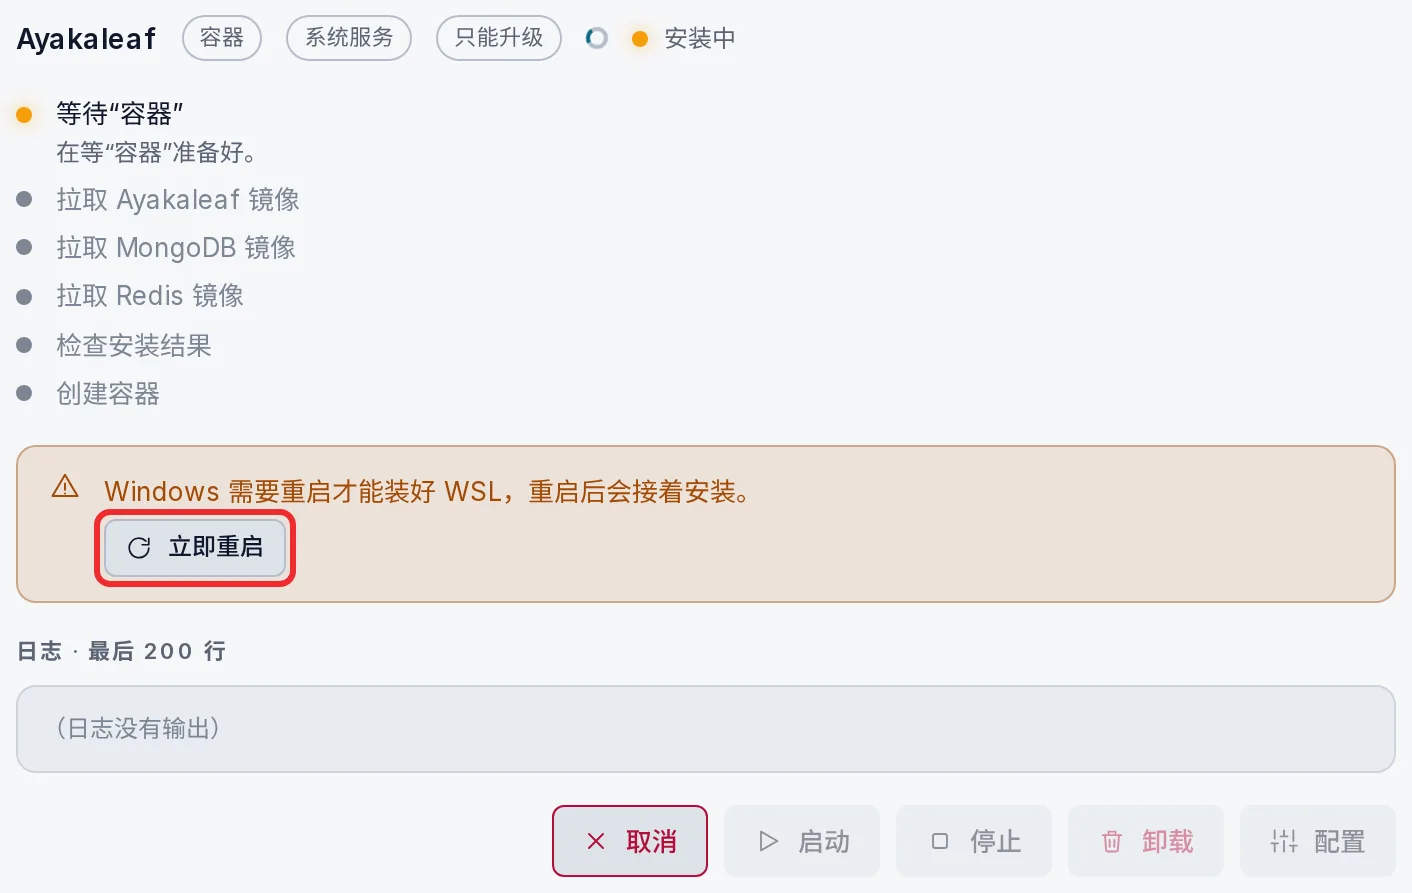 Ayakaleaf 容器 系统服务 只能升级 安装中
等待“容器”
在等“容器”准备好。
拉取 Ayakaleaf 镜像
拉取 MongoDB 镜像
拉取 Redis 镜像
检查安装结果
创建容器
Windows 需要重启才能装好 WSL，重启后会接着安装。
立即重启
日志 · 最后 200 行
（日志没有输出）
取消 启动 停止 卸载 配置